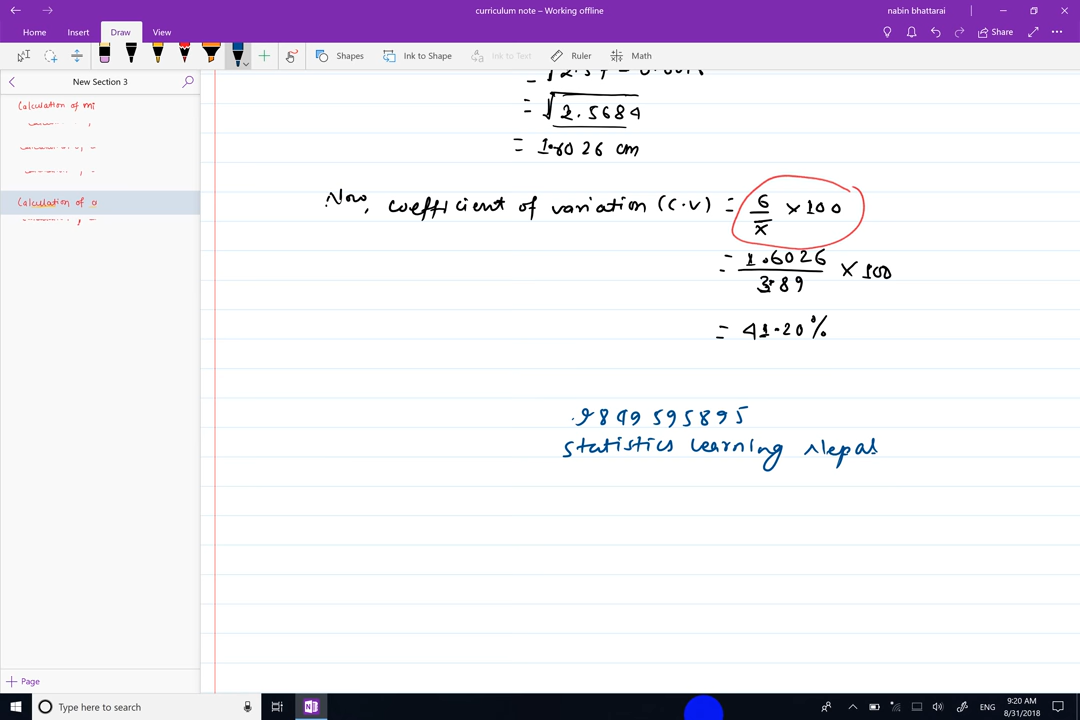 curriculum note – Working offline
nabin bhattarai
Home Insert Draw View
Share
Shapes Ink to Shape Ink to Text Ruler Math
New Section 3
Calculation of mi
Calculation of a
= √2.5684
= 1.6026 cm
Now, coefficient of variation (C.V) = σ/x̄ × 100
= 1.6026/3.89 × 100
= 41.20%
9849595895
statistics learning Nepal
+ Page
Type here to search
ENG
9:20 AM
8/31/2018